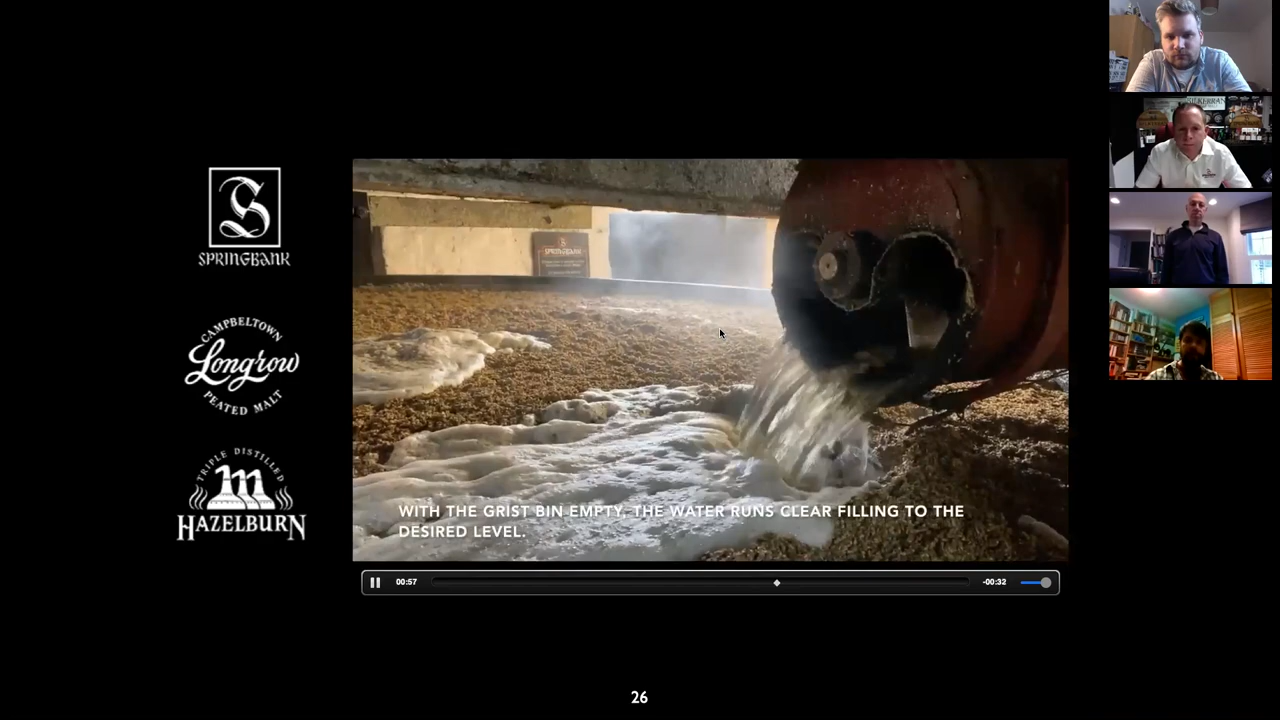 SPRINGBANK
CAMPBELTOWN
Longrow
PEATED MALT
TRIPLE DISTILLED
HAZELBURN
SPRINGBANK
WITH THE GRIST BIN EMPTY, THE WATER RUNS CLEAR FILLING TO THE
DESIRED LEVEL.
00:57
-00:32
26
KILKERRAN